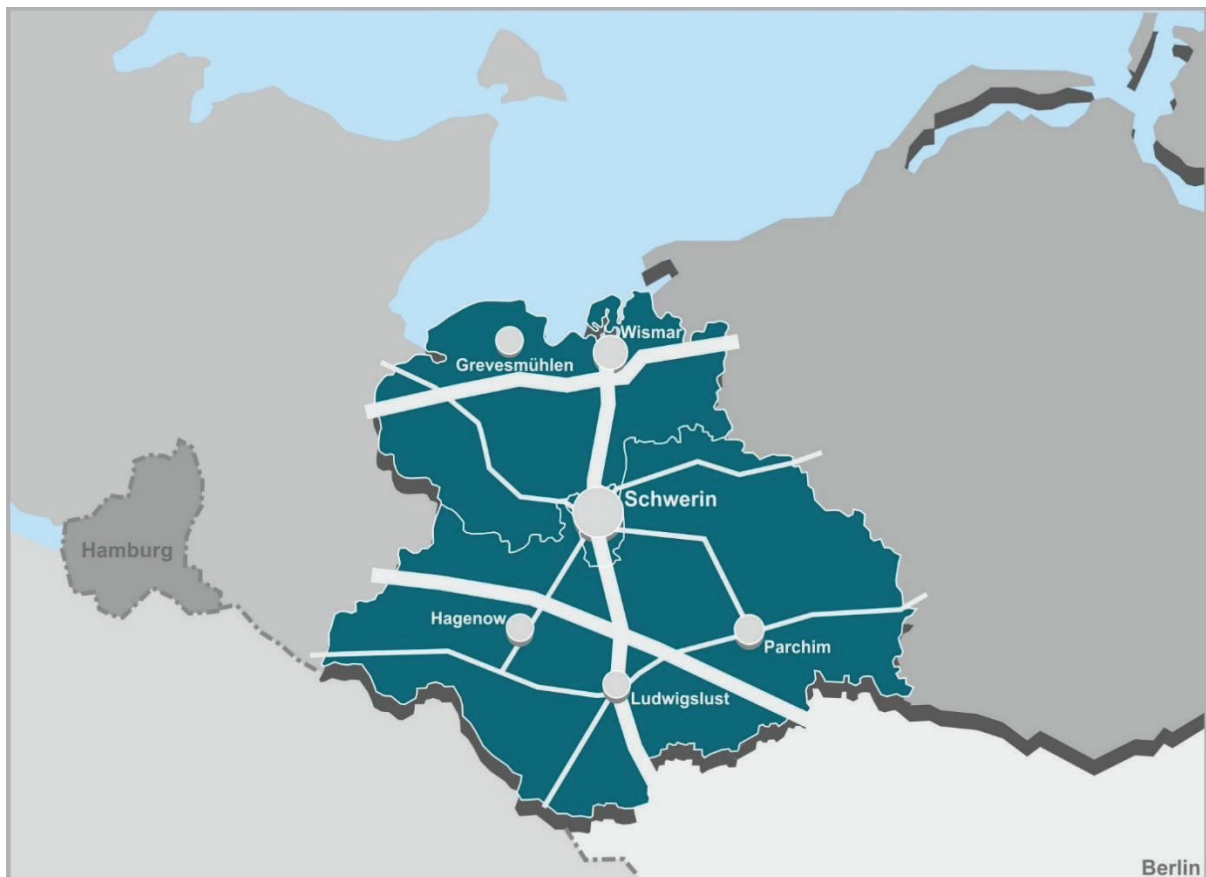 Wismar
Grevesmühlen
Schwerin
Hamburg
Hagenow
Parchim
Ludwigslust
Berlin